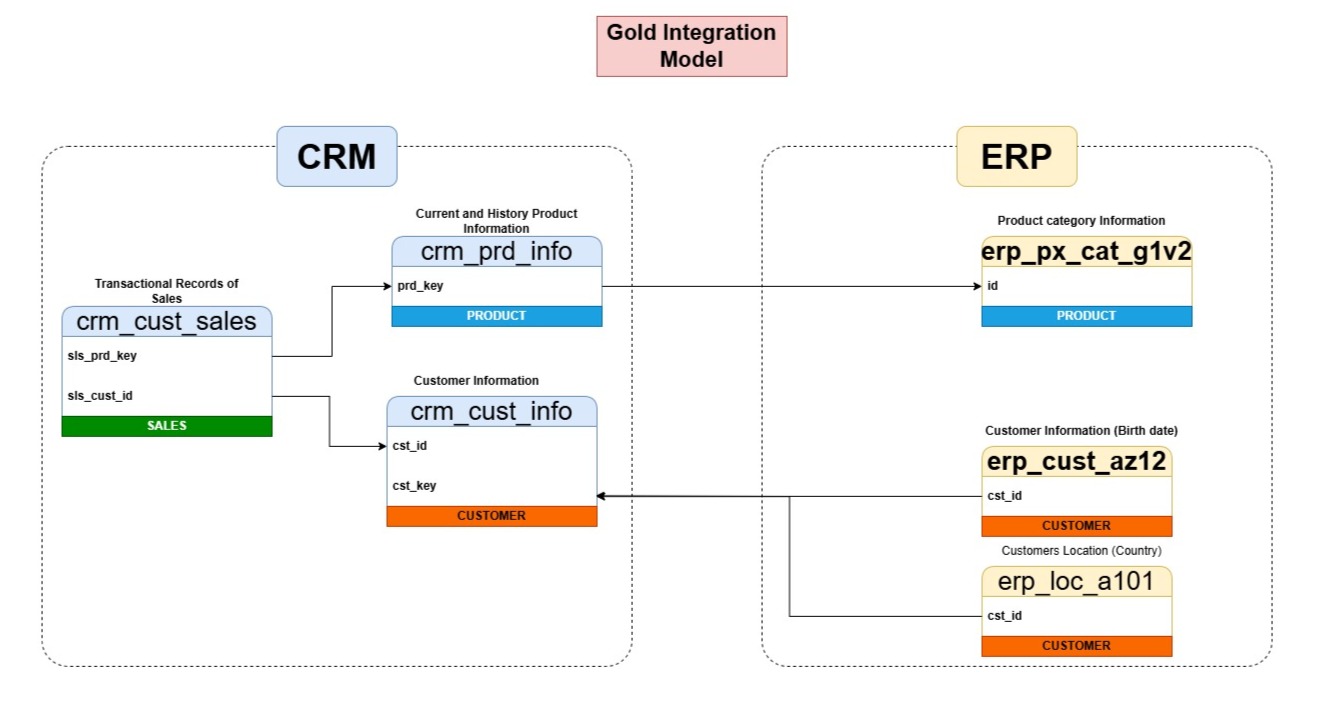 Gold Integration
Model
CRM
Transactional Records of
Sales
crm_cust_sales
sls_prd_key
sls_cust_id
SALES
Current and History Product
Information
crm_prd_info
prd_key
PRODUCT
Customer Information
crm_cust_info
cst_id
cst_key
CUSTOMER
ERP
Product category Information
erp_px_cat_g1v2
id
PRODUCT
Customer Information (Birth date)
erp_cust_az12
cst_id
CUSTOMER
Customers Location (Country)
erp_loc_a101
cst_id
CUSTOMER